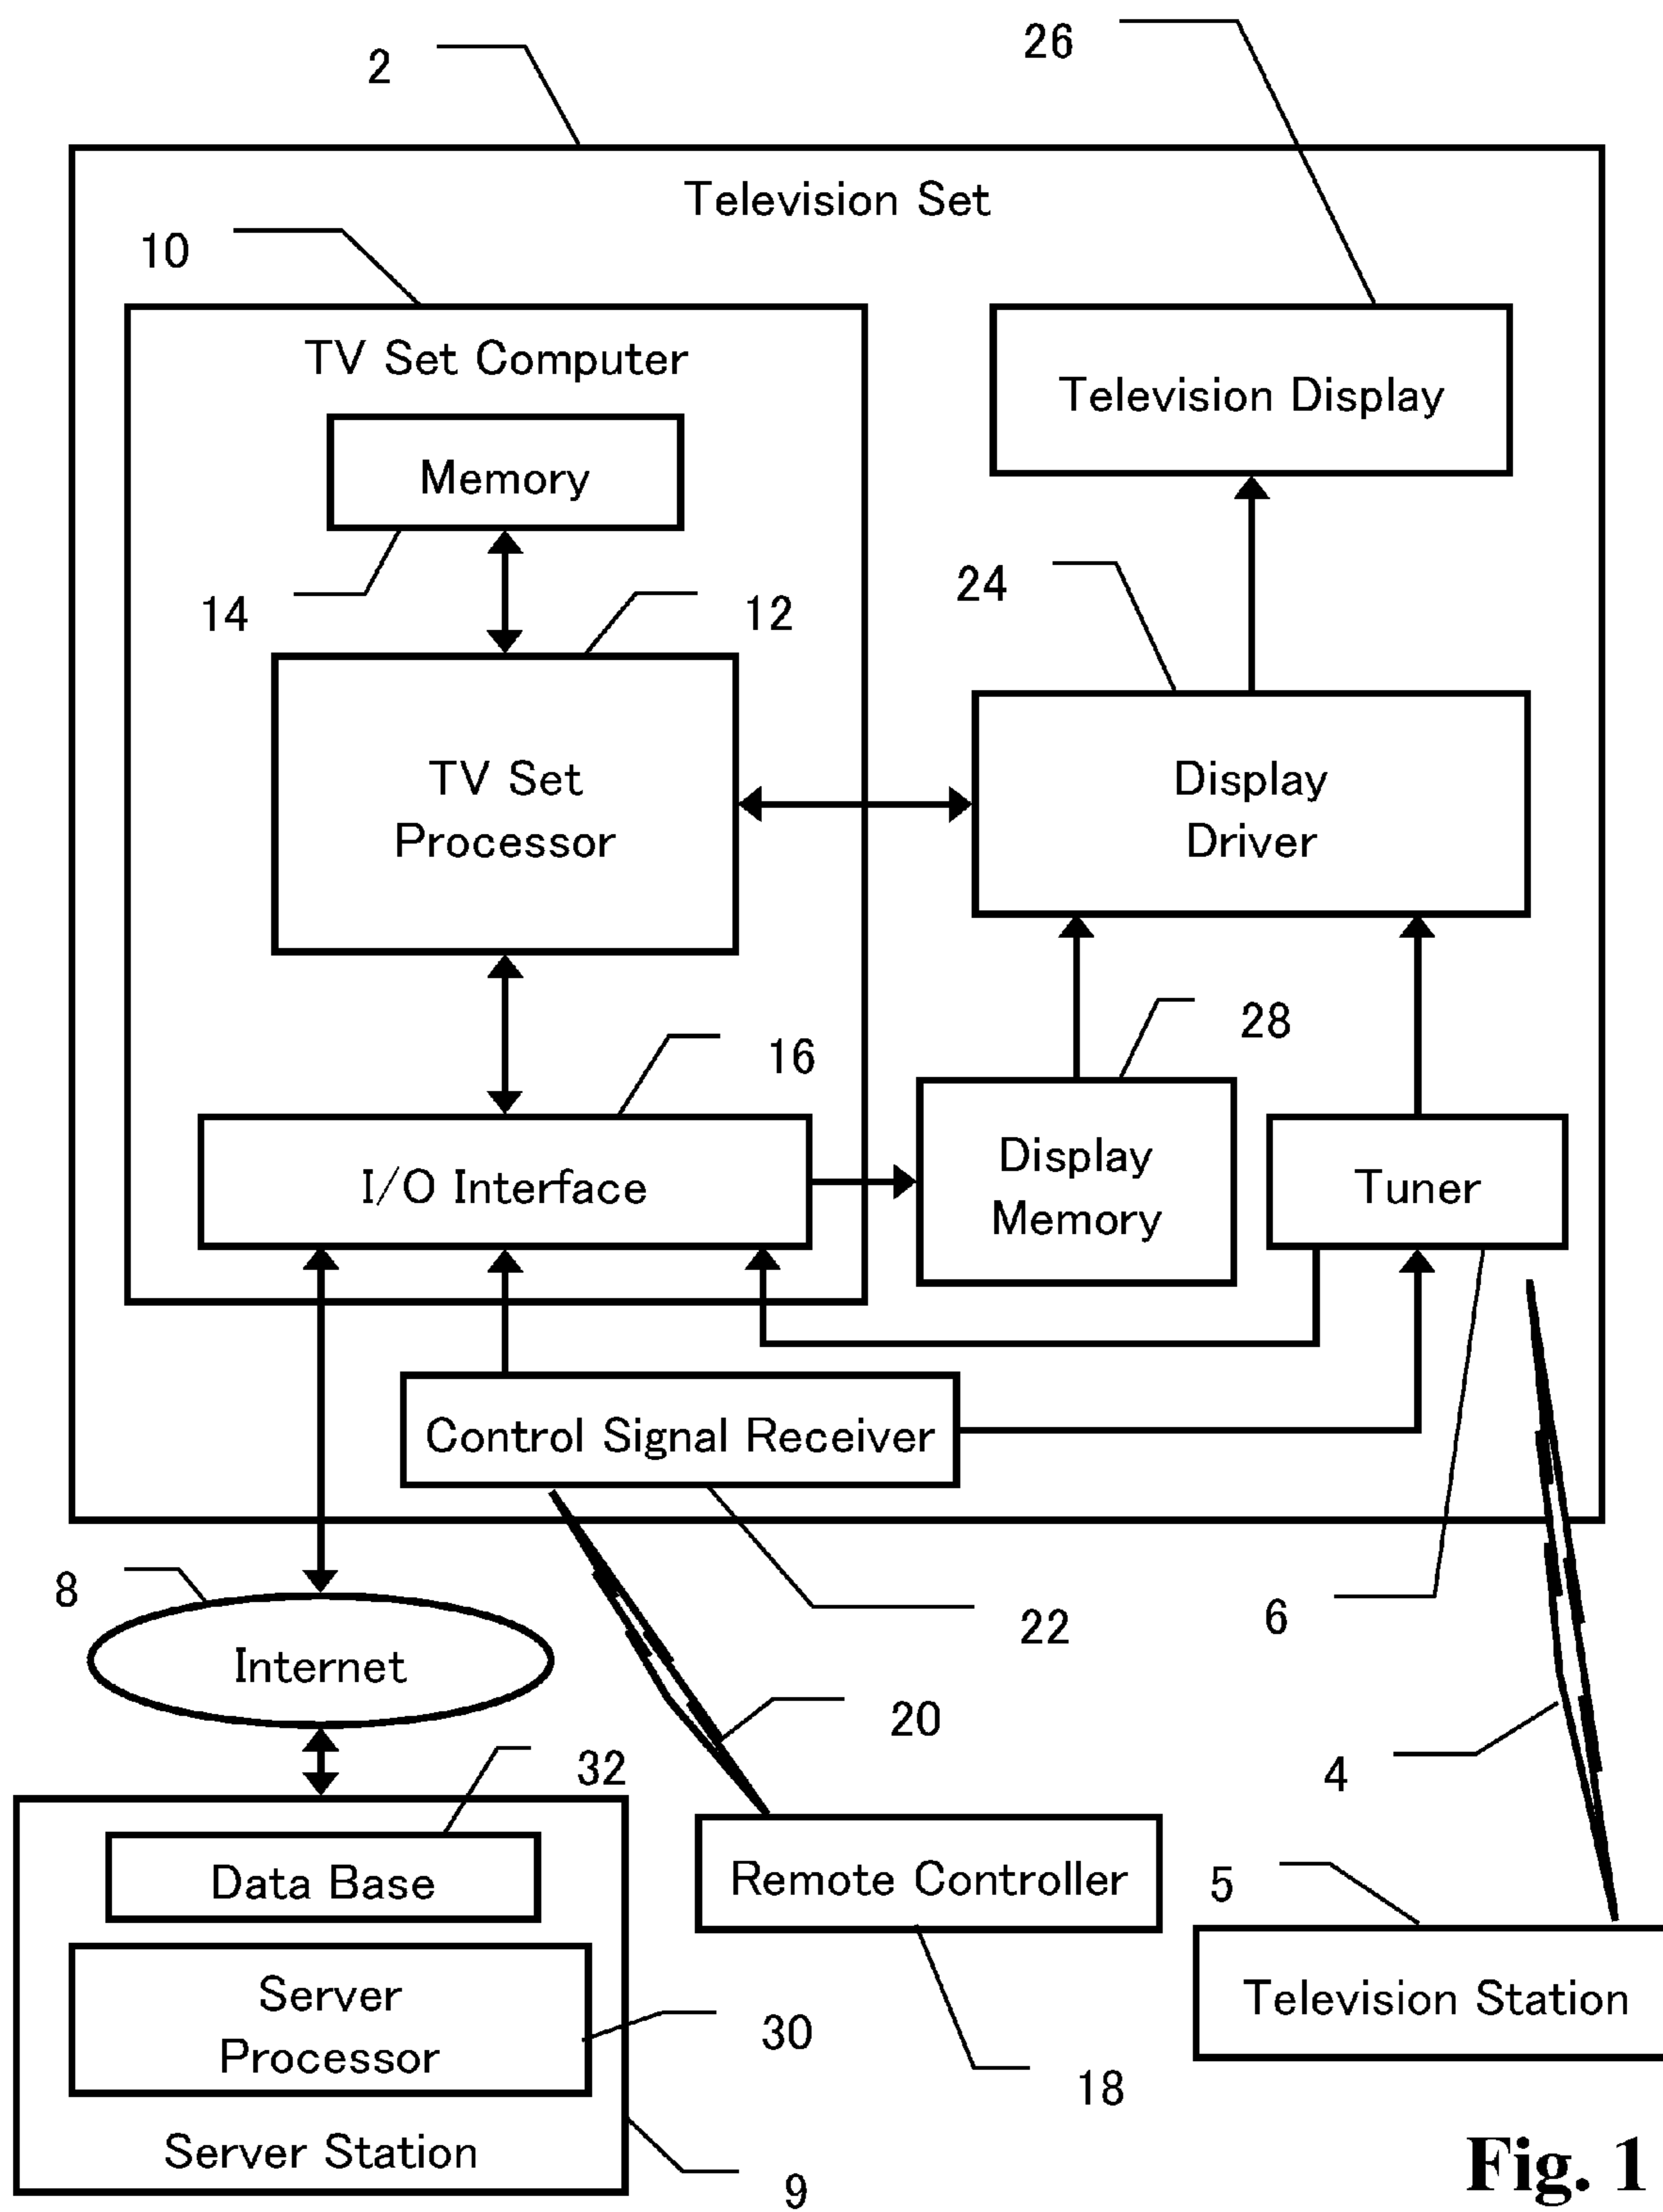 26
2
Television Set
10
TV Set Computer
Television Display
Memory
14
12
24
TV Set
Processor
Display
Driver
28
16
I/O Interface
Display
Memory
Tuner
Control Signal Receiver
8
22
6
Internet
20
32
4
Data Base
Remote Controller
5
Server
Processor
30
Television Station
18
Server Station
9
Fig. 1